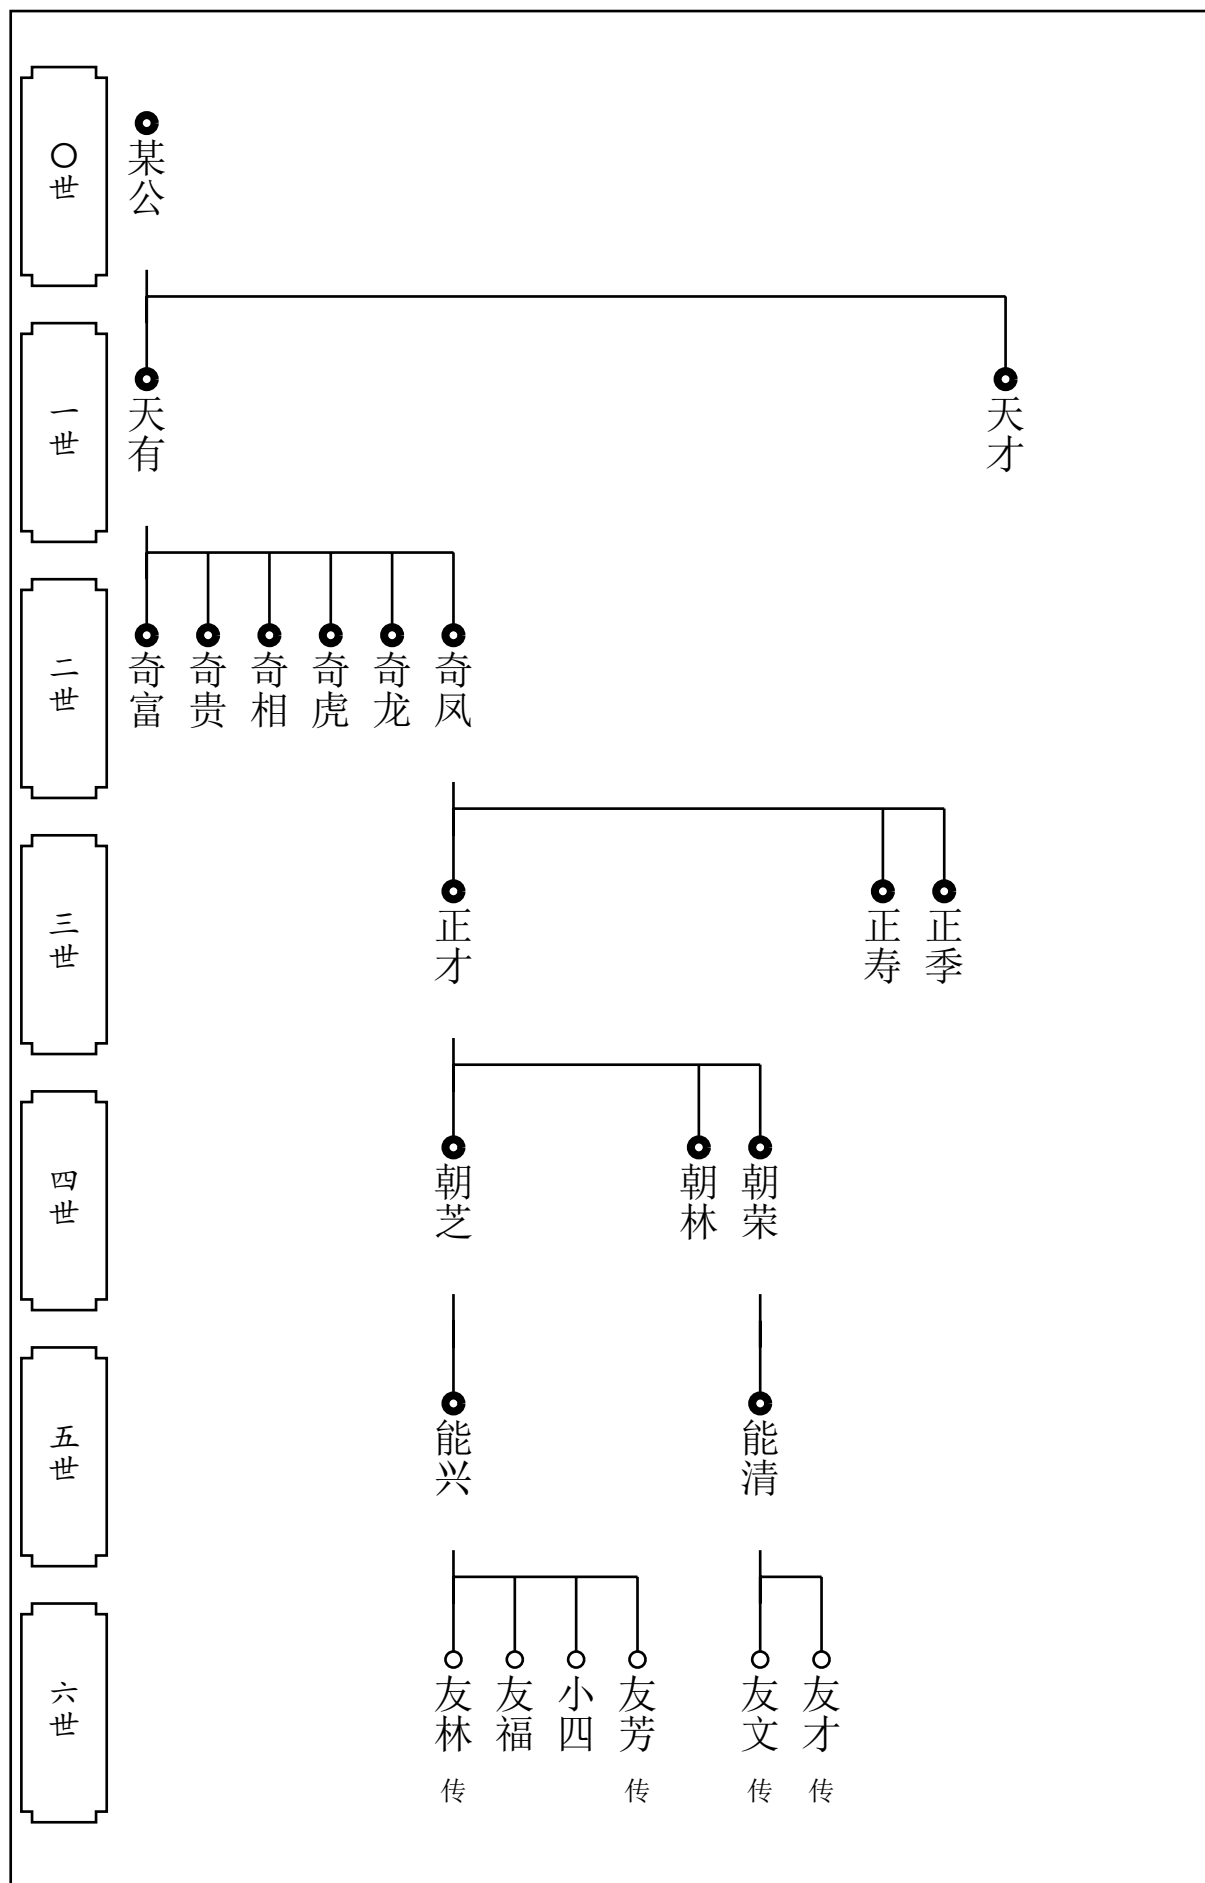 〇世
某公
一世
天有
天才
二世
奇富
奇贵
奇相
奇虎
奇龙
奇凤
三世
正才
正寿
正季
四世
朝芝
朝林
朝荣
五世
能兴
能清
六世
友林
传
友福
小四
友芳
传
友文
传
友才
传